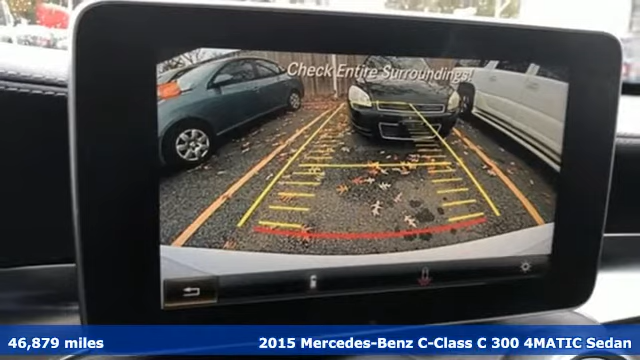 Check Entire Surroundings!
46,879 miles
2015 Mercedes-Benz C-Class C 300 4MATIC Sedan